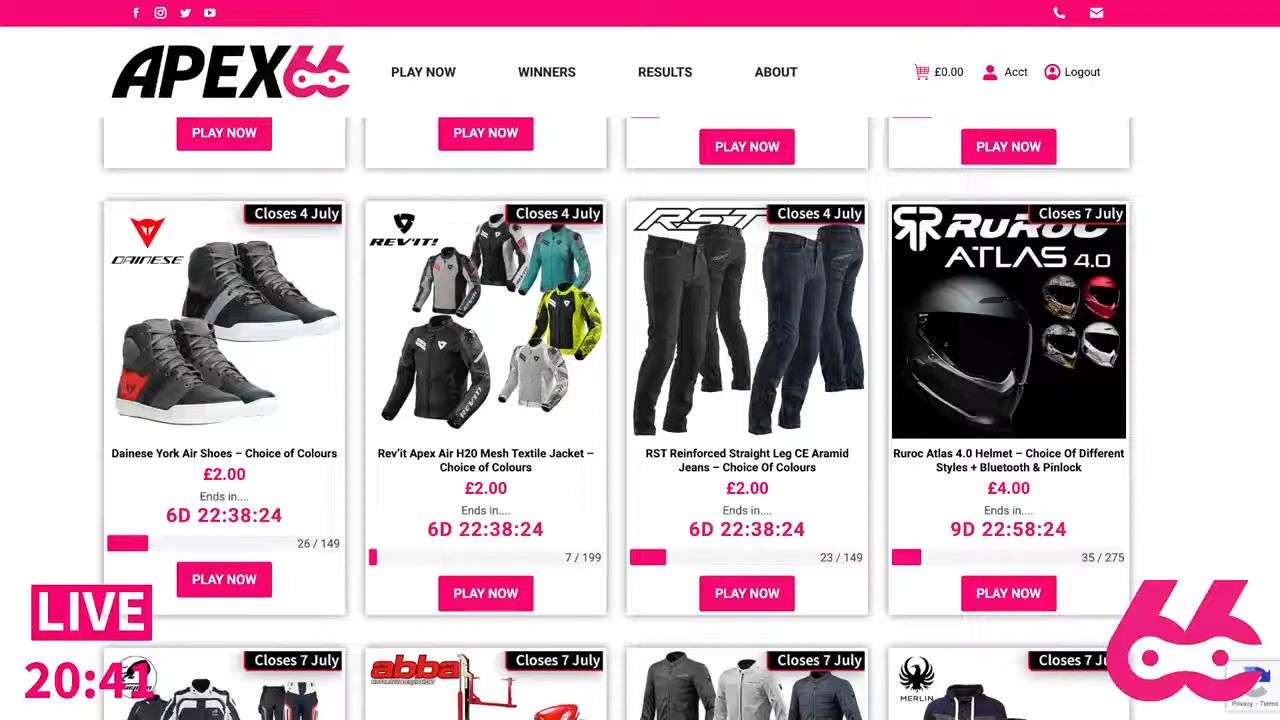 APEX66
PLAY NOW
WINNERS
RESULTS
ABOUT
£0.00
Acct
Logout
PLAY NOW
PLAY NOW
PLAY NOW
PLAY NOW
Closes 4 July
DAINESE
Dainese York Air Shoes – Choice of Colours
£2.00
Ends in....
6D 22:38:24
26 / 149
PLAY NOW
Closes 4 July
REV'IT!
Rev’it Apex Air H20 Mesh Textile Jacket –
Choice of Colours
£2.00
Ends in....
6D 22:38:24
7 / 199
PLAY NOW
Closes 4 July
RST
RST Reinforced Straight Leg CE Aramid
Jeans – Choice Of Colours
£2.00
Ends in....
6D 22:38:24
23 / 149
PLAY NOW
Closes 7 July
RUROC
ATLAS 4.0
Ruroc Atlas 4.0 Helmet – Choice Of Different
Styles + Bluetooth & Pinlock
£4.00
Ends in....
9D 22:58:24
35 / 275
PLAY NOW
LIVE
20:41
66
Closes 7 July
abba
Closes 7 July
Closes 7 July
MERLIN
Closes 7 Ju
Privacy - Terms